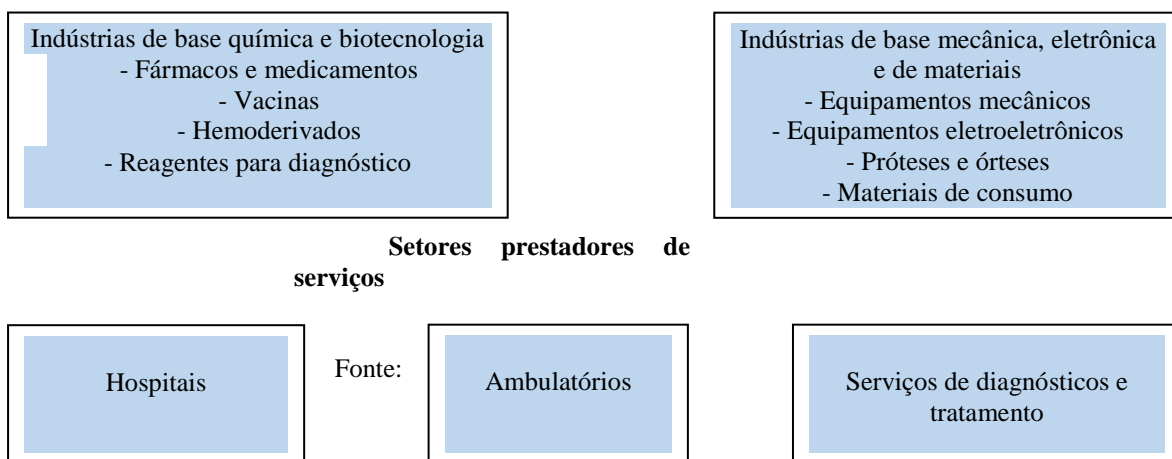 Indústrias de base química e biotecnologia
- Fármacos e medicamentos
- Vacinas
- Hemoderivados
- Reagentes para diagnóstico
Indústrias de base mecânica, eletrônica
e de materiais
- Equipamentos mecânicos
- Equipamentos eletroeletrônicos
- Próteses e órteses
- Materiais de consumo
Setores prestadores de
serviços
Hospitais
Fonte:
Ambulatórios
Serviços de diagnósticos e
tratamento